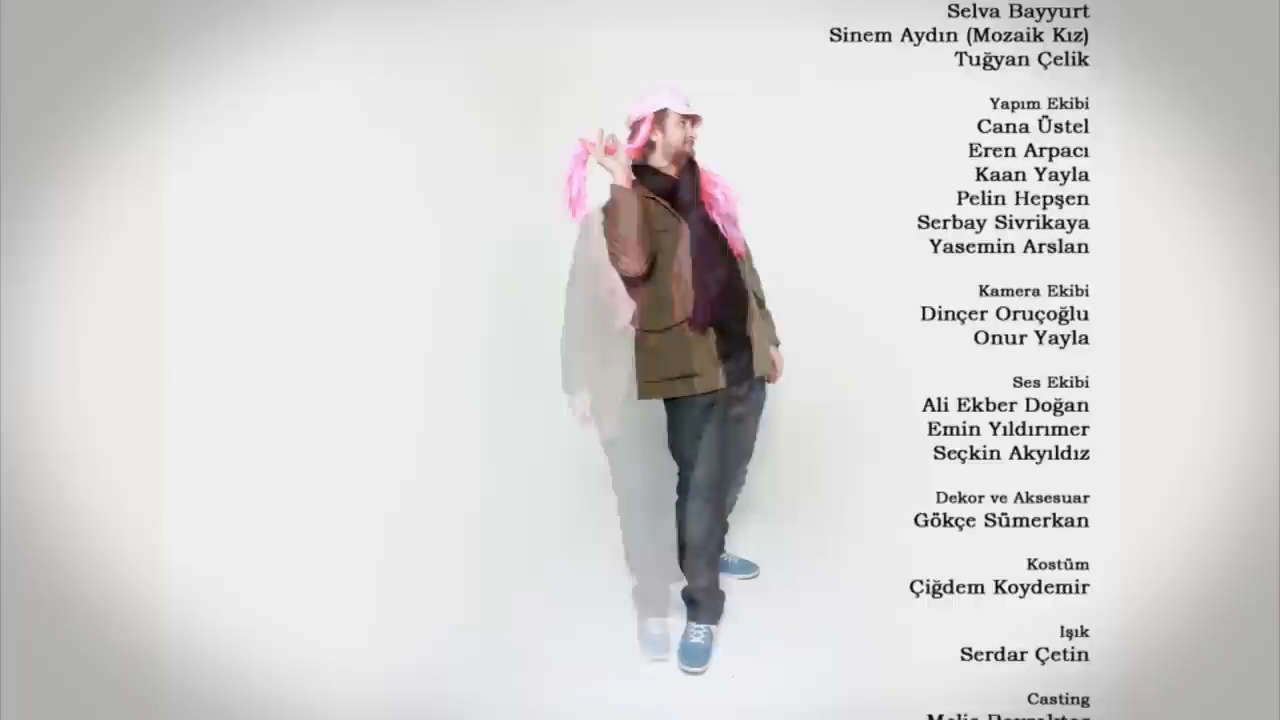 Selva Bayyurt
Sinem Aydın (Mozaik Kız)
Tuğyan Çelik
Yapım Ekibi
Cana Üstel
Eren Arpacı
Kaan Yayla
Pelin Hepşen
Serbay Sivrikaya
Yasemin Arslan
Kamera Ekibi
Dinçer Oruçoğlu
Onur Yayla
Ses Ekibi
Ali Ekber Doğan
Emin Yıldırımer
Seçkin Akyıldız
Dekor ve Aksesuar
Gökçe Sümerkan
Kostüm
Çiğdem Koydemir
Işık
Serdar Çetin
Casting